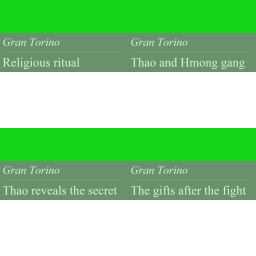 Gran Torino
Gran Torino
Religious ritual
Thao and Hmong gang
Gran Torino
Gran Torino
Thao reveals the secret
The gifts after the fight